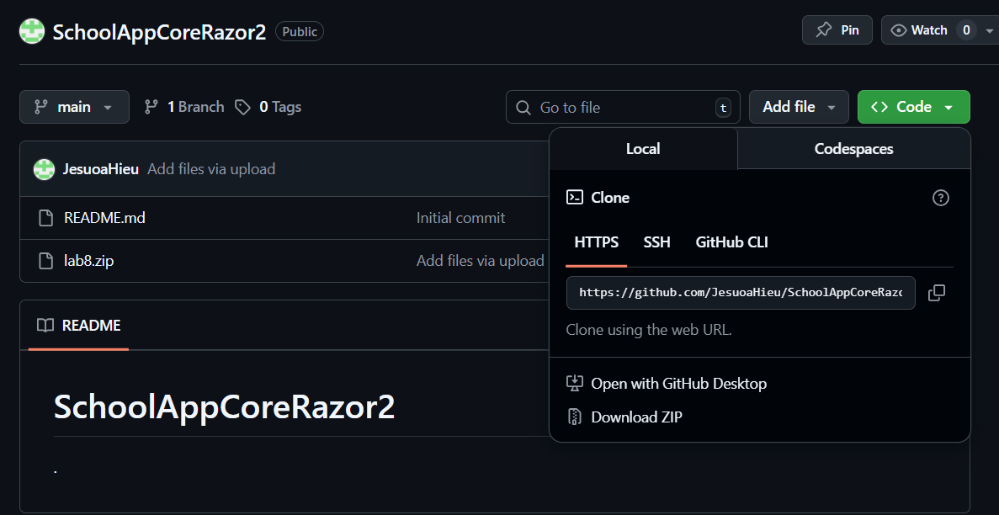 SchoolAppCoreRazor2 Public
Pin
Watch 0
main
1 Branch
0 Tags
Go to file t
Add file
Code
Local
Codespaces
JesuoaHieu Add files via upload
README.md Initial commit
lab8.zip Add files via upload
Clone
HTTPS SSH GitHub CLI
https://github.com/JesuoaHieu/SchoolAppCoreRazo
Clone using the web URL.
Open with GitHub Desktop
Download ZIP
README
SchoolAppCoreRazor2
.